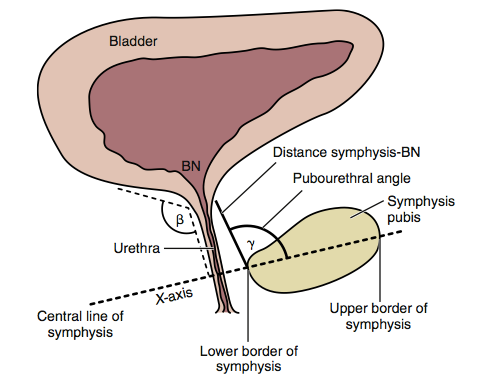 Bladder
BN
Distance symphysis-BN
Pubourethral angle
Symphysis
pubis
β
γ
Urethra
X-axis
Central line of
symphysis
Upper border of
symphysis
Lower border of
symphysis